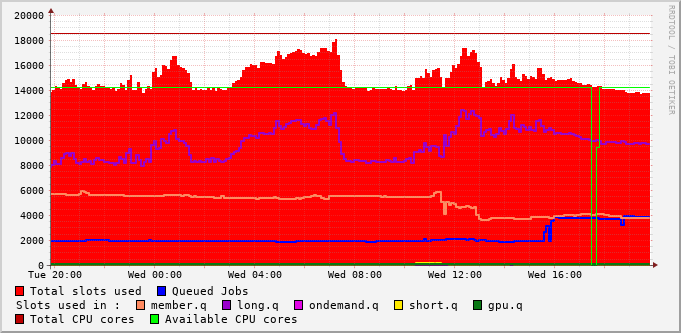 20000
18000
16000
14000
12000
10000
8000
6000
4000
2000
0
Tue 20:00 Wed 00:00 Wed 04:00 Wed 08:00 Wed 12:00 Wed 16:00
Total slots used Queued Jobs
Slots used in : member.q long.q ondemand.q short.q gpu.q
Total CPU cores Available CPU cores
RRDTOOL / TOBI OETIKER